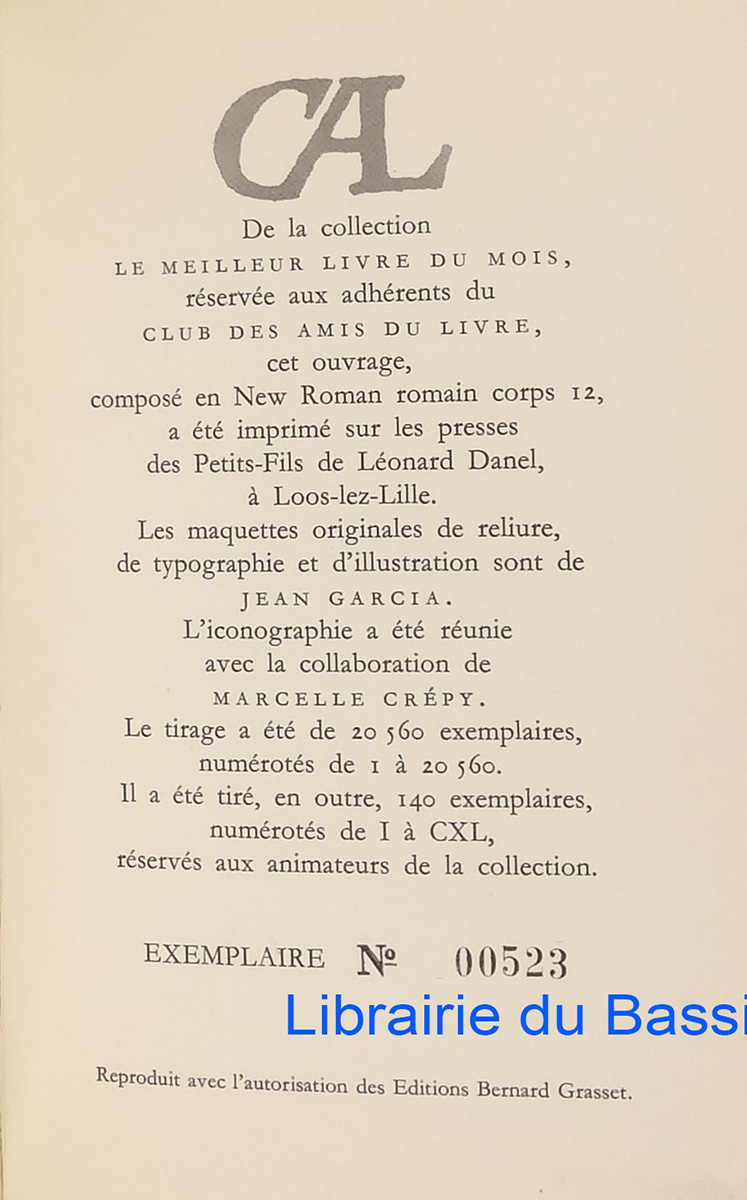 CAL
De la collection
LE MEILLEUR LIVRE DU MOIS,
réservée aux adhérents du
CLUB DES AMIS DU LIVRE,
cet ouvrage,
composé en New Roman romain corps 12,
a été imprimé sur les presses
des Petits-Fils de Léonard Danel,
à Loos-lez-Lille.
Les maquettes originales de reliure,
de typographie et d'illustration sont de
JEAN GARCIA.
L'iconographie a été réunie
avec la collaboration de
MARCELLE CRÉPY.
Le tirage a été de 20 560 exemplaires,
numérotés de 1 à 20 560.
Il a été tiré, en outre, 140 exemplaires,
numérotés de I à CXL,
réservés aux animateurs de la collection.
EXEMPLAIRE Nº 00523
Librairie du Bassi
Reproduit avec l'autorisation des Editions Bernard Grasset.